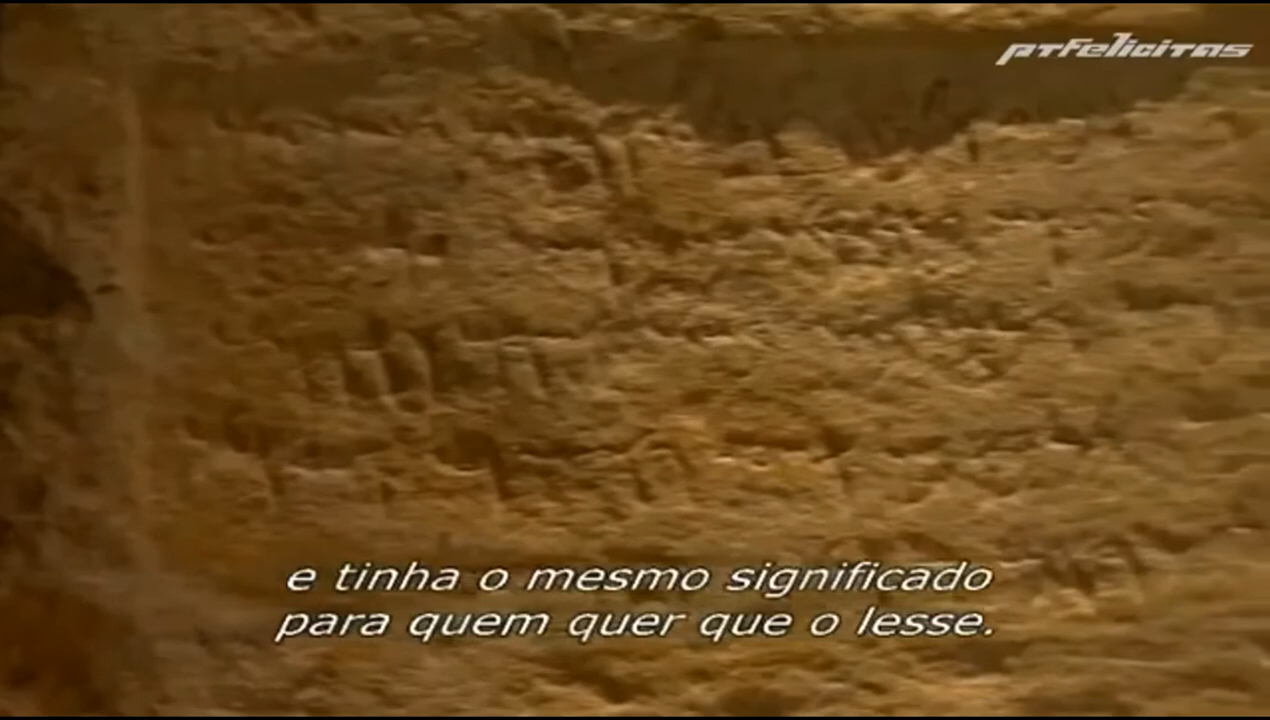 PTFelicitas
e tinha o mesmo significado
para quem quer que o lesse.